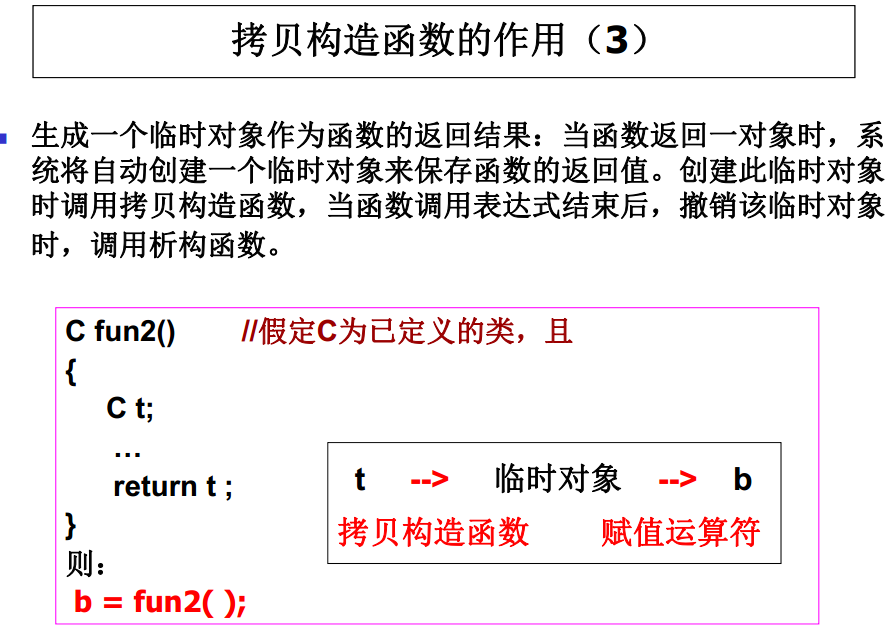 拷贝构造函数的作用（3）
生成一个临时对象作为函数的返回结果：当函数返回一对象时，系
统将自动创建一个临时对象来保存函数的返回值。创建此临时对象
时调用拷贝构造函数，当函数调用表达式结束后，撤销该临时对象
时，调用析构函数。
C fun2() //假定C为已定义的类，且
{
C t;
…
return t ;
}
t --> 临时对象 --> b
拷贝构造函数 赋值运算符
则：
b = fun2( );